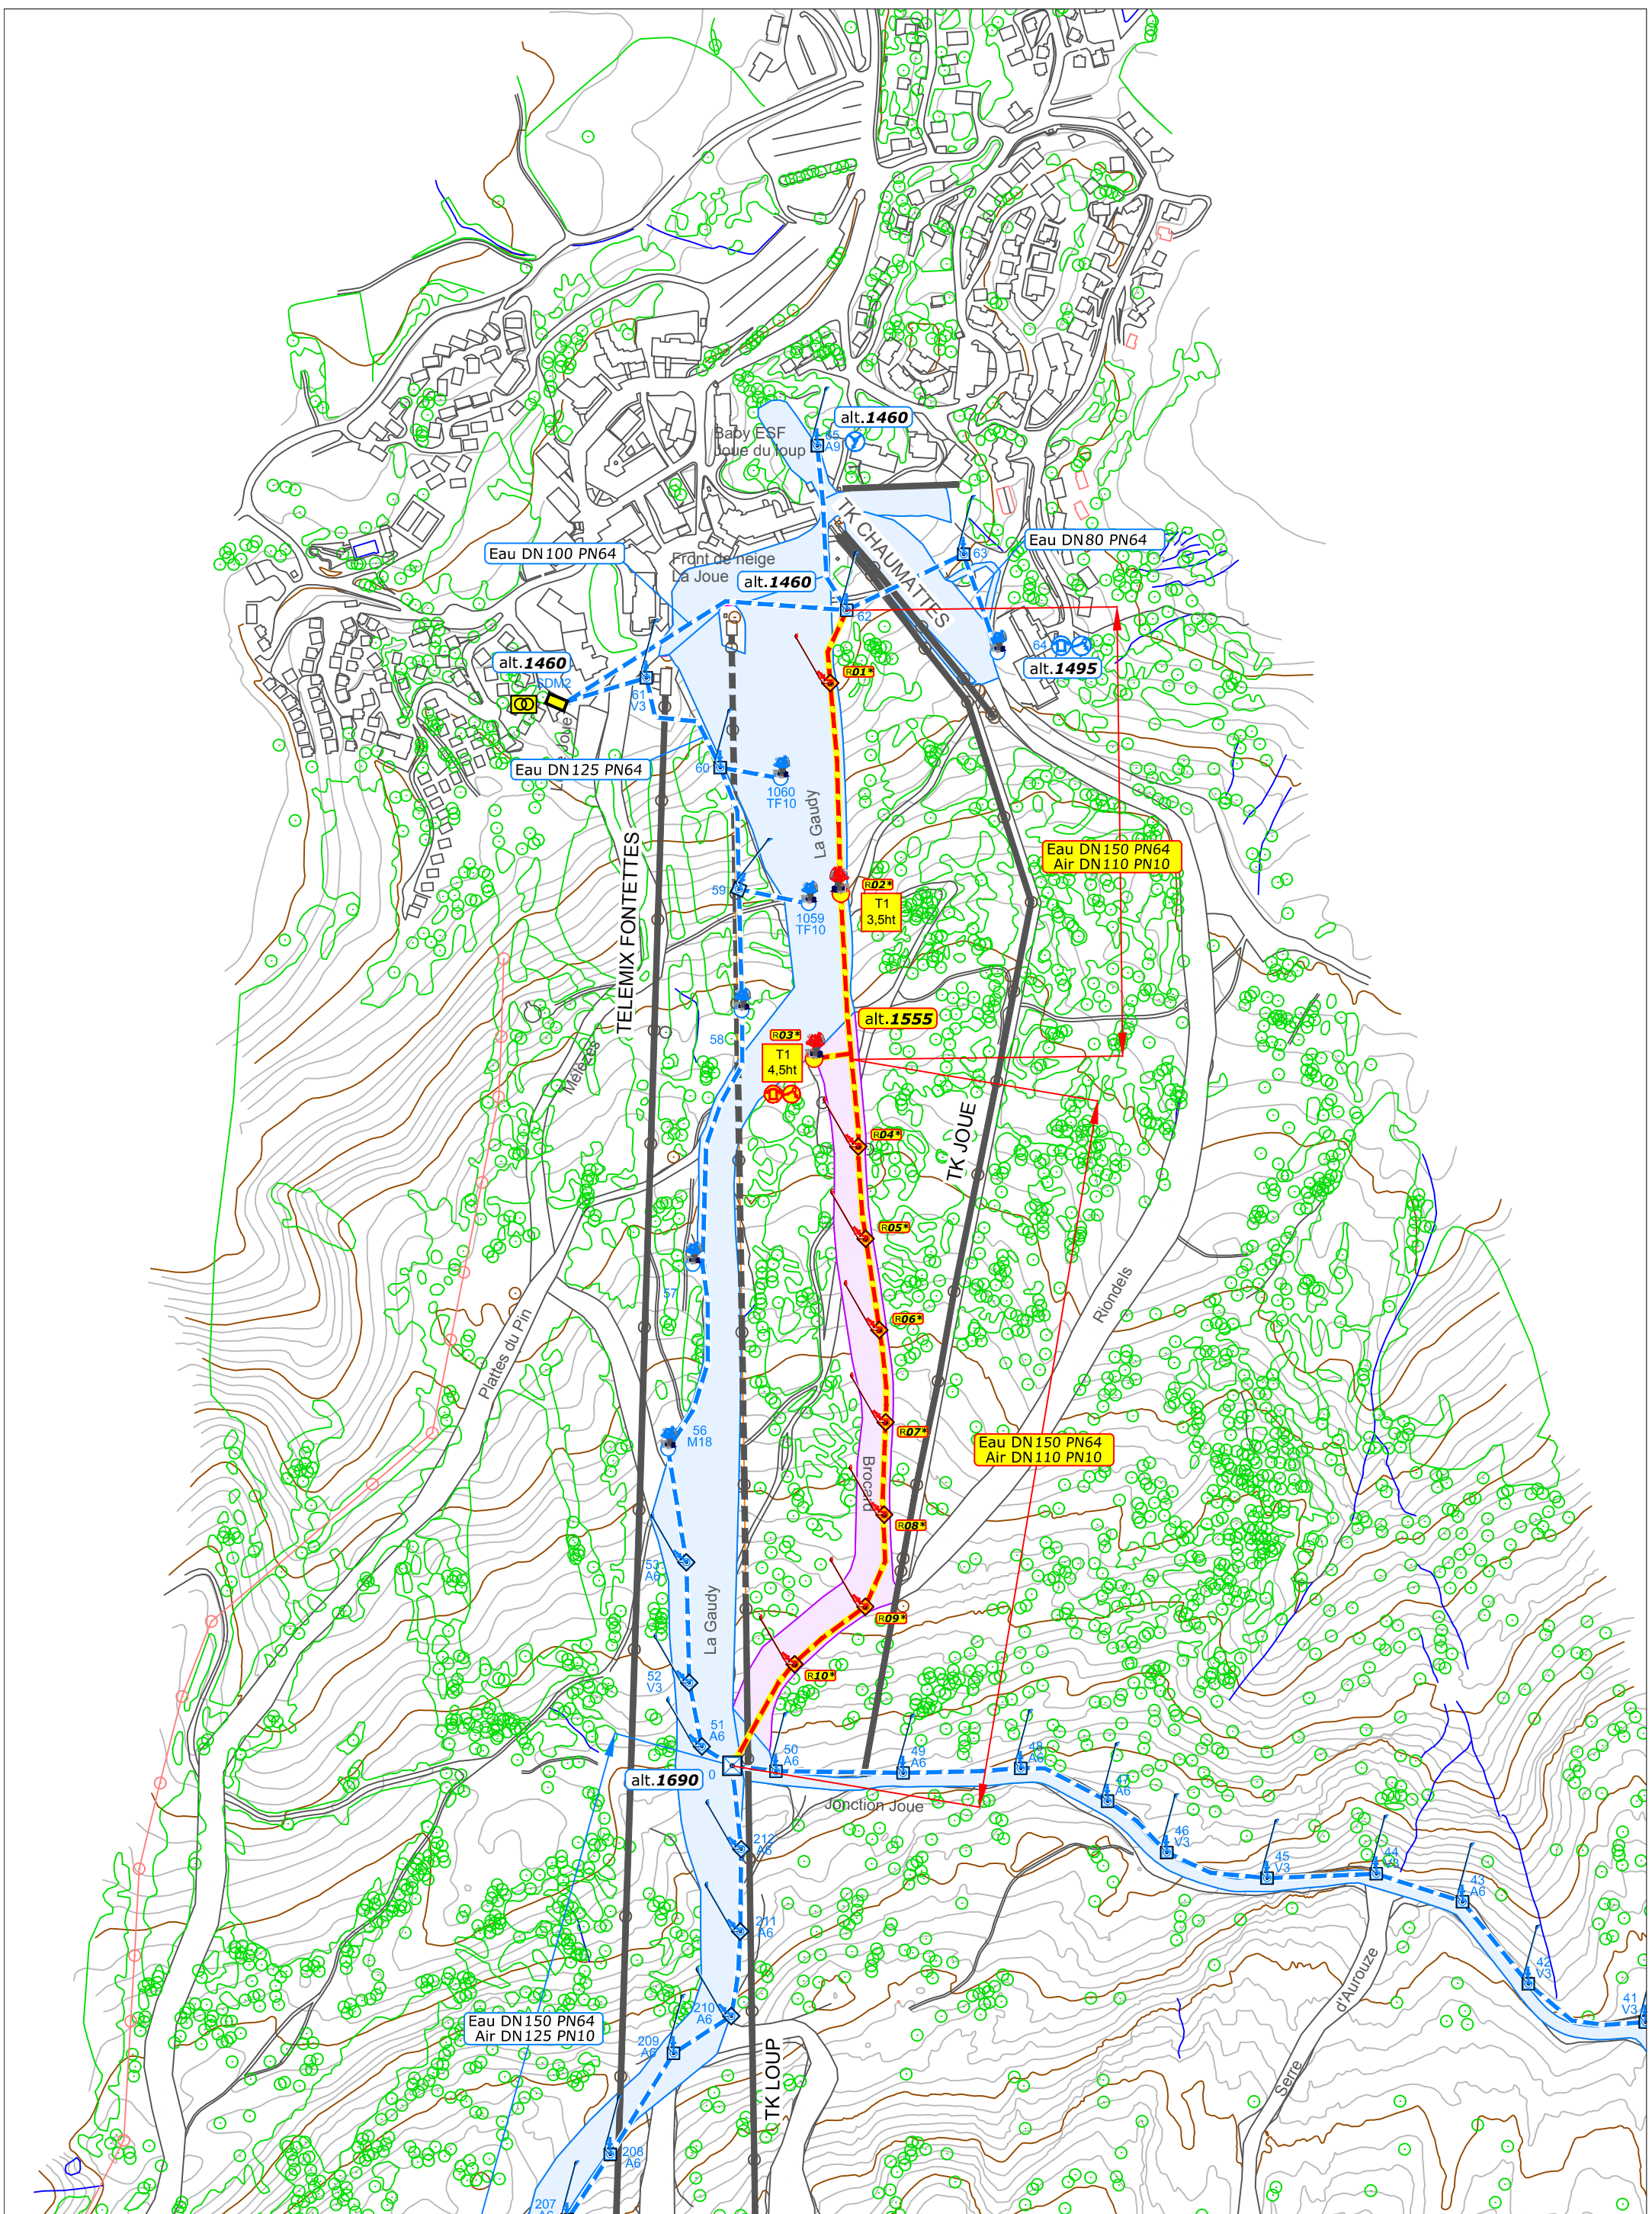 alt.1460
Baby ESF
Joue du loup
65
A9
TK CHAUMATTES
Eau DN100 PN64
Eau DN80 PN64
Front de neige
La Joue
63
alt.1460
62
64
alt.1460
alt.1495
SDM2
R01*
61
V3
Eau DN125 PN64
60
1060
TF10
La Gaudy
TELEMIX FONTETTES
Eau DN150 PN64
Air DN110 PN10
59
R02*
T1
3,5ht
1059
TF10
alt.1555
58
R03*
T1
4,5ht
Mélèzes
TK JOUE
R04*
R05*
57
Riondels
R06*
Plattes du Pin
56
M18
R07*
Eau DN150 PN64
Air DN110 PN10
Brocard
R08*
53
A6
La Gaudy
R09*
52
V3
R10*
51
A6
50
A6
49
A6
48
A6
alt.1690
0
47
A6
Jonction Joue
46
V3
45
V3
44
V3
43
A6
212
A6
211
A6
42
V3
41
V3
210
A6
Eau DN150 PN64
Air DN125 PN10
209
A6
TK LOUP
Serre
d'Aurouze
208
A6
207
A6